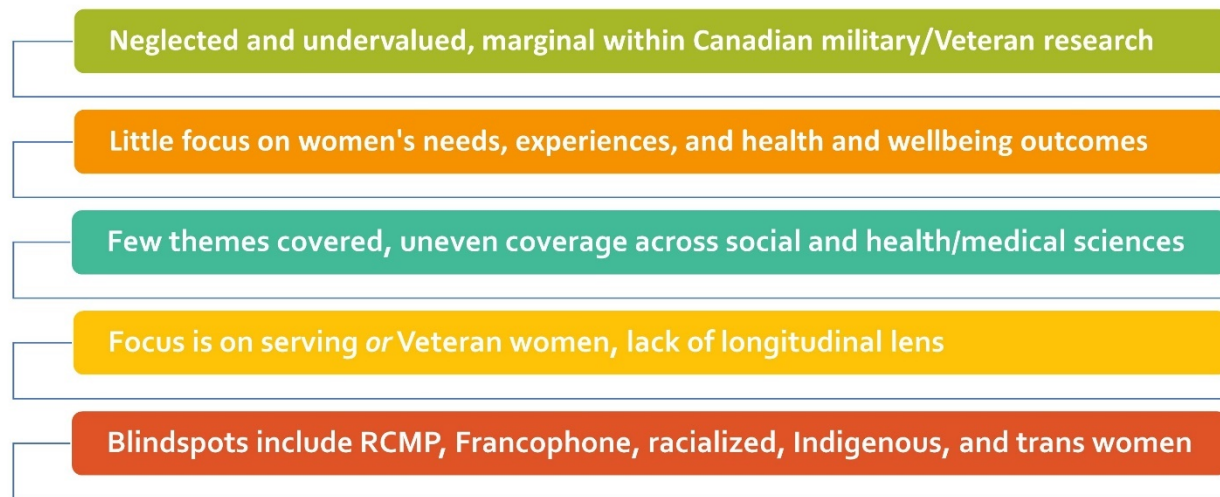 Neglected and undervalued, marginal within Canadian military/Veteran research
Little focus on women's needs, experiences, and health and wellbeing outcomes
Few themes covered, uneven coverage across social and health/medical sciences
Focus is on serving or Veteran women, lack of longitudinal lens
Blindspots include RCMP, Francophone, racialized, Indigenous, and trans women